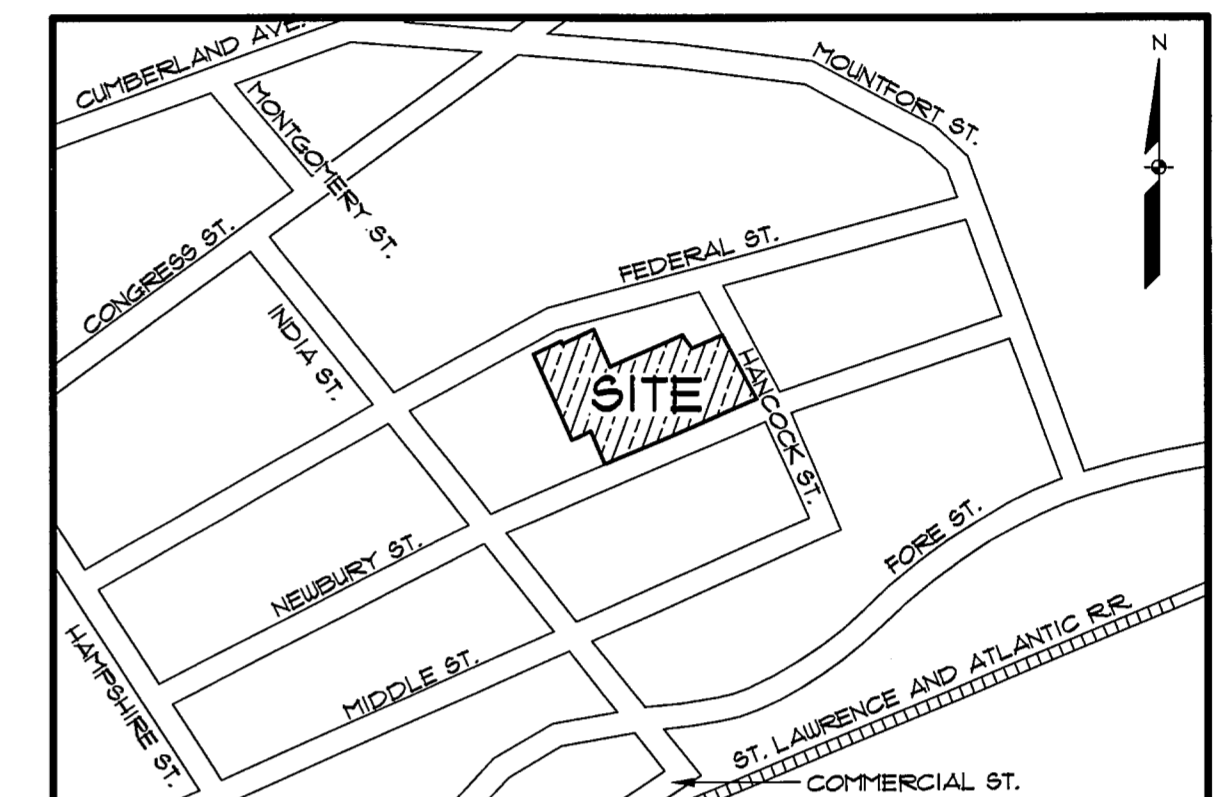 CUMBERLAND AVE.
MOUNTFORT ST.
N
MONTGOMERY ST.
CONGRESS ST.
FEDERAL ST.
INDIA ST.
SITE
HANCOCK ST.
FORE ST.
NEWBURY ST.
HAMPSHIRE ST.
MIDDLE ST.
ST. LAWRENCE AND ATLANTIC R.R
COMMERCIAL ST.